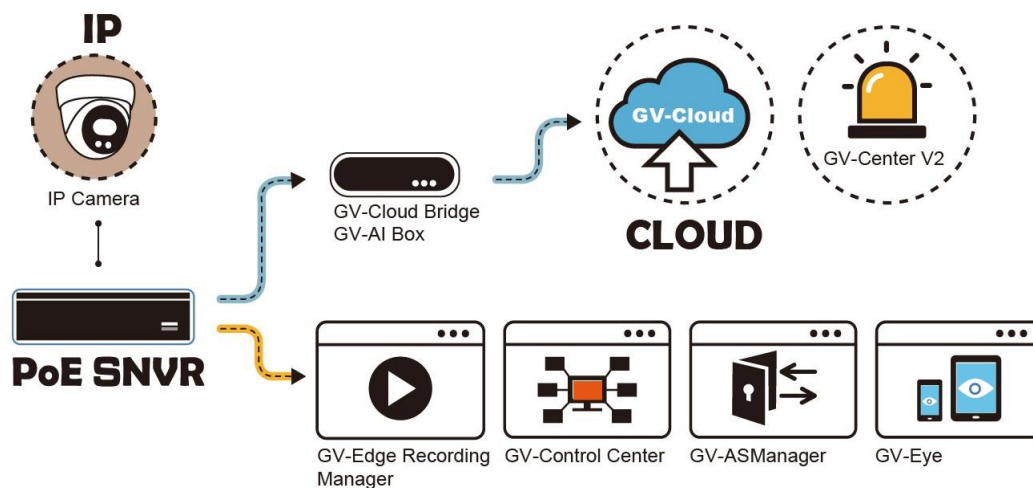 IP
IP Camera
PoE SNVR
GV-Cloud Bridge
GV-AI Box
GV-Cloud
CLOUD
GV-Center V2
GV-Edge Recording
Manager
GV-Control Center
GV-ASManager
GV-Eye